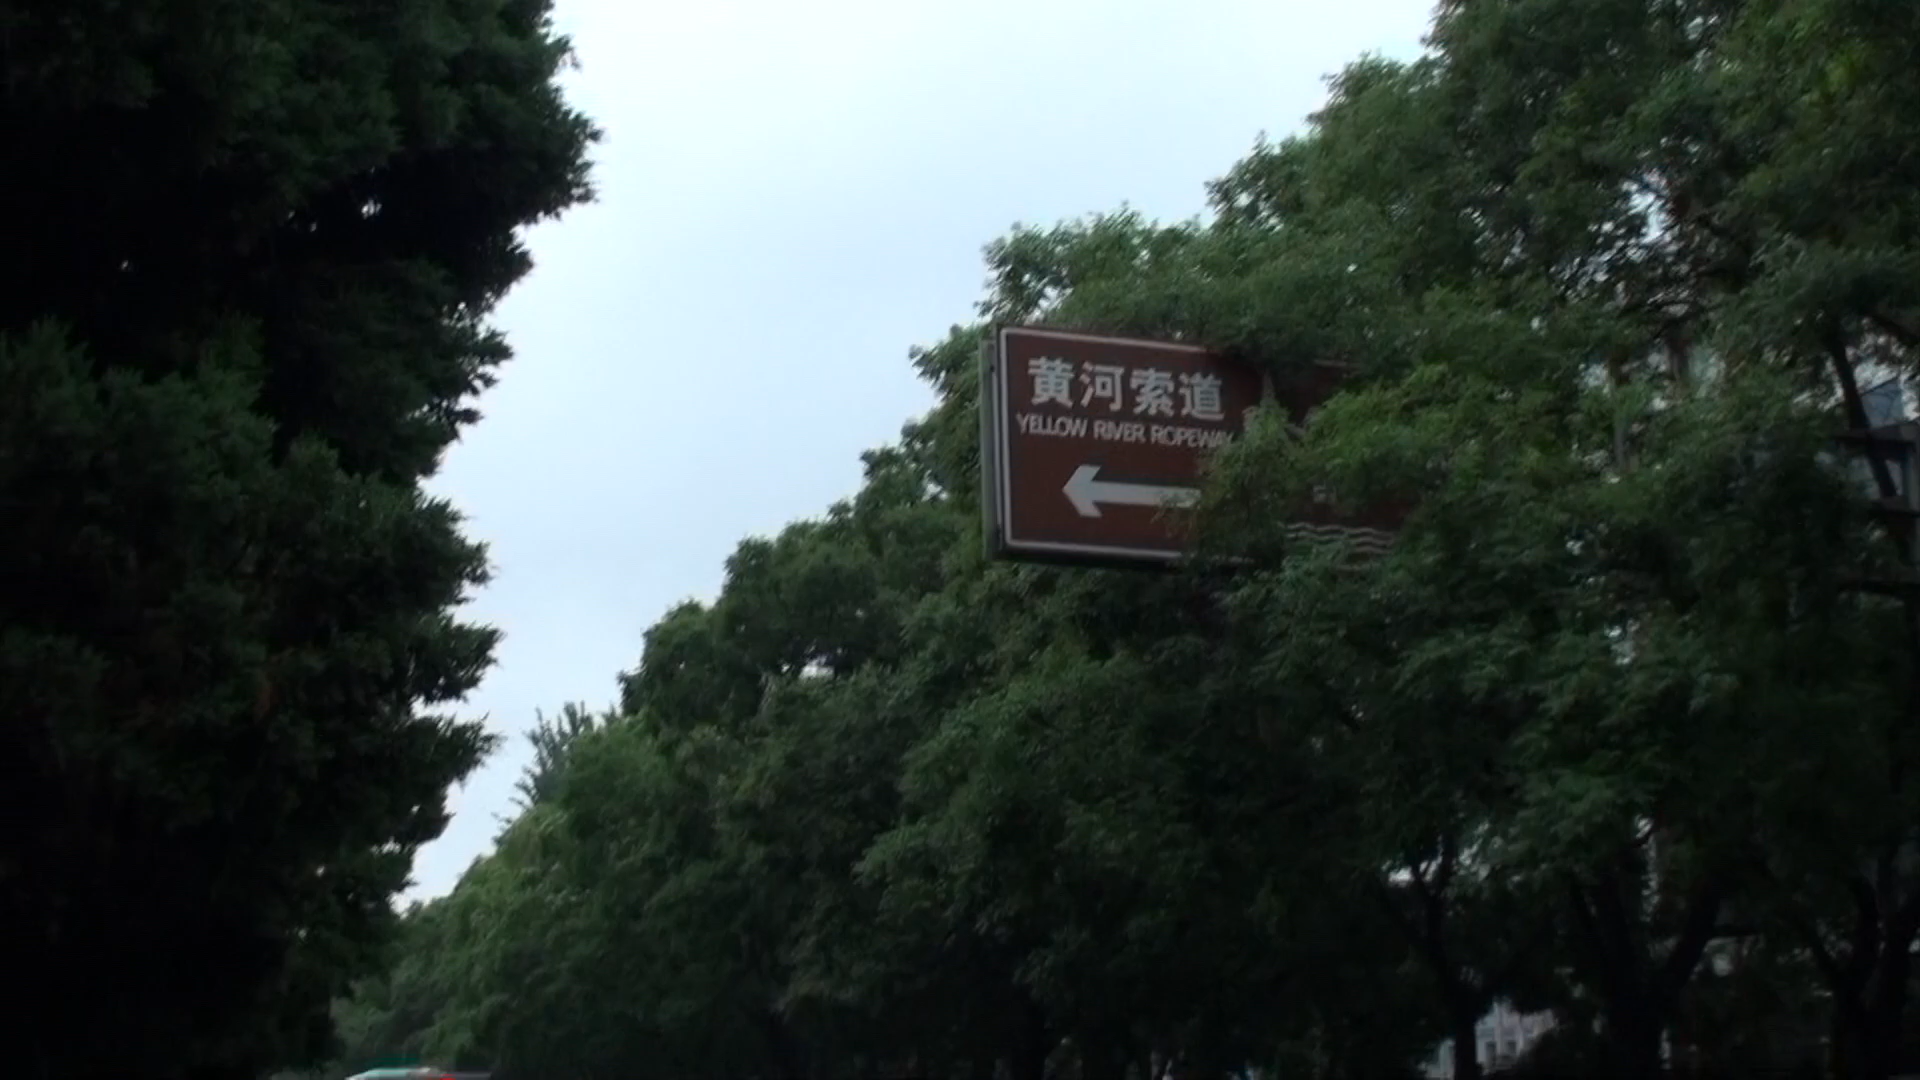 黄河索道
YELLOW RIVER ROPEWAY